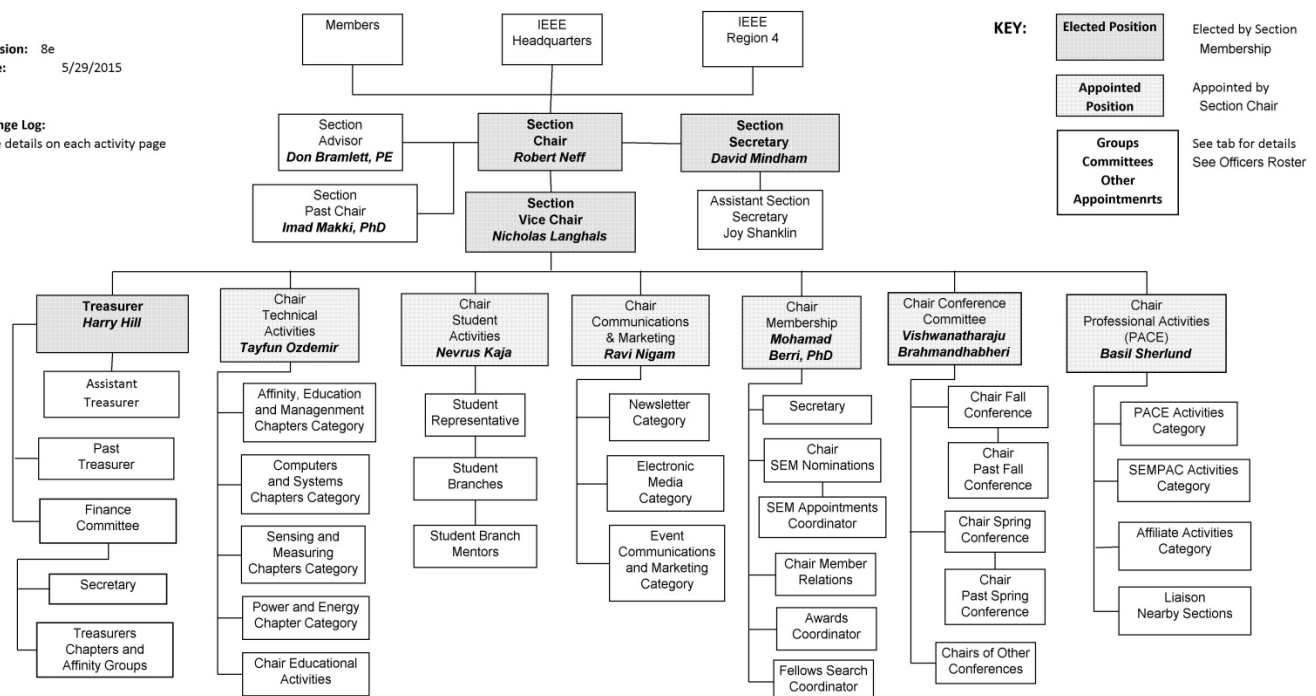 Members
IEEE
Headquarters
IEEE
Region 4
KEY:
Elected Position
Elected by Section
Membership
Appointed
Position
Appointed by
Section Chair
Groups
Committees
Other
Appointmenrts
See tab for details
See Officers Roster
sion: 8e
e: 5/29/2015
nge Log:
e details on each activity page
Section
Advisor
Don Bramlett, PE
Section
Chair
Robert Neff
Section
Secretary
David Mindham
Section
Past Chair
Imad Makki, PhD
Section
Vice Chair
Nicholas Langhals
Assistant Section
Secretary
Joy Shanklin
Treasurer
Harry Hill
Assistant
Treasurer
Past
Treasurer
Finance
Committee
Secretary
Treasurers
Chapters and
Affinity Groups
Chair
Technical
Activities
Tayfun Ozdemir
Affinity, Education
and Managenment
Chapters Category
Computers
and Systems
Chapters Category
Sensing and
Measuring
Chapters Category
Power and Energy
Chapter Category
Chair Educational
Activities
Chair
Student
Activities
Nevrus Kaja
Student
Representative
Student
Branches
Student Branch
Mentors
Chair
Communications
& Marketing
Ravi Nigam
Newsletter
Category
Electronic
Media
Category
Event
Communications
and Marketing
Category
Chair
Membership
Mohamad
Berri, PhD
Secretary
Chair
SEM Nominations
SEM Appointments
Coordinator
Chair Member
Relations
Awards
Coordinator
Fellows Search
Coordinator
Chair Conference
Committee
Vishwanatharaju
Brahmandhabheri
Chair Fall
Conference
Chair
Past Fall
Conference
Chair Spring
Conference
Chair
Past Spring
Conference
Chairs of Other
Conferences
Chair
Professional Activities
(PACE)
Basil Sherlund
PACE Activities
Category
SEMPAC Activities
Category
Affiliate Activities
Category
Liaison
Nearby Sections